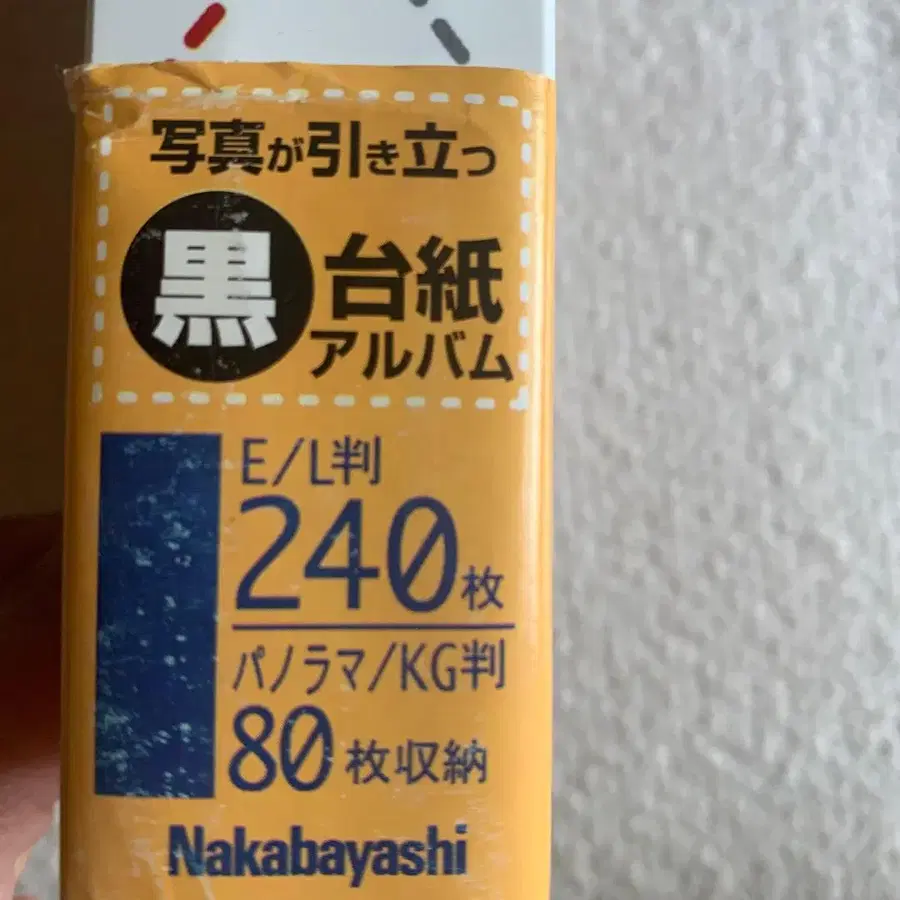 写真が引き立つ
黒台紙
アルバム
E/L判
240枚
パノラマ/KG判
80枚収納
Nakabayashi